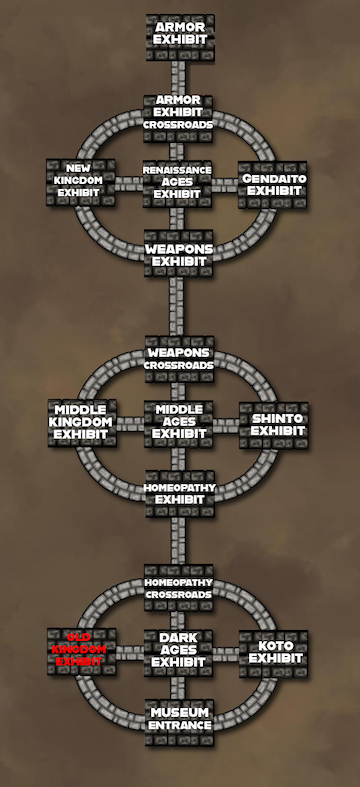 ARMOR
EXHIBIT
ARMOR
EXHIBIT
CROSSROADS
NEW
KINGDOM
EXHIBIT
RENAISSANCE
AGES
EXHIBIT
GENDAITO
EXHIBIT
WEAPONS
EXHIBIT
WEAPONS
CROSSROADS
MIDDLE
KINGDOM
EXHIBIT
MIDDLE
AGES
EXHIBIT
SHINTO
EXHIBIT
HOMEOPATHY
EXHIBIT
HOMEOPATHY
CROSSROADS
OLD
KINGDOM
EXHIBIT
DARK
AGES
EXHIBIT
KOTO
EXHIBIT
MUSEUM
ENTRANCE